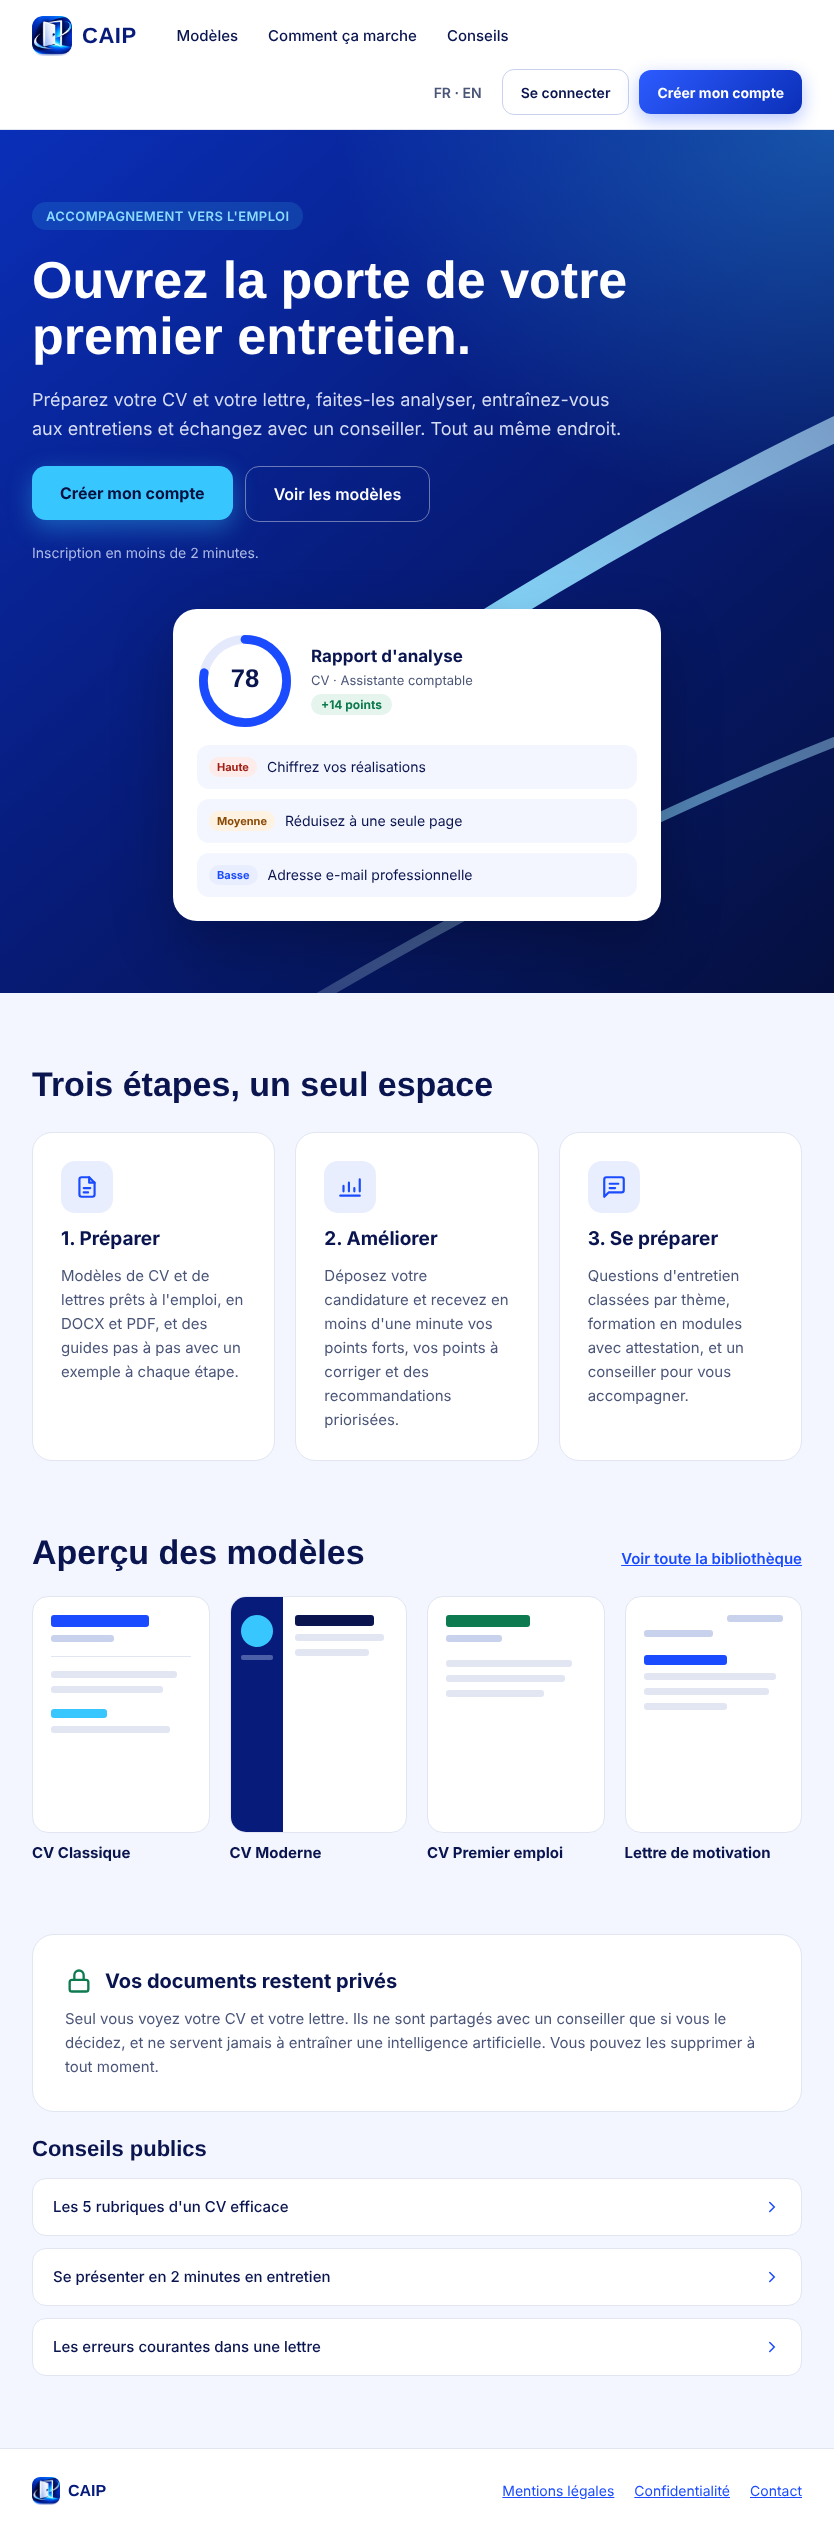 CAIP
Modèles
Comment ça marche
Conseils
FR · EN
Se connecter
Créer mon compte
ACCOMPAGNEMENT VERS L'EMPLOI
Ouvrez la porte de votre
premier entretien.
Préparez votre CV et votre lettre, faites-les analyser, entraînez-vous
aux entretiens et échangez avec un conseiller. Tout au même endroit.
Créer mon compte
Voir les modèles
Inscription en moins de 2 minutes.
78
Rapport d'analyse
CV · Assistante comptable
+14 points
Haute
Chiffrez vos réalisations
Moyenne
Réduisez à une seule page
Basse
Adresse e-mail professionnelle
Trois étapes, un seul espace
1. Préparer
Modèles de CV et de
lettres prêts à l'emploi, en
DOCX et PDF, et des
guides pas à pas avec un
exemple à chaque étape.
2. Améliorer
Déposez votre
candidature et recevez en
moins d'une minute vos
points forts, vos points à
corriger et des
recommandations
priorisées.
3. Se préparer
Questions d'entretien
classées par thème,
formation en modules
avec attestation, et un
conseiller pour vous
accompagner.
Aperçu des modèles
Voir toute la bibliothèque
CV Classique
CV Moderne
CV Premier emploi
Lettre de motivation
Vos documents restent privés
Seul vous voyez votre CV et votre lettre. Ils ne sont partagés avec un conseiller que si vous le
décidez, et ne servent jamais à entraîner une intelligence artificielle. Vous pouvez les supprimer à
tout moment.
Conseils publics
Les 5 rubriques d'un CV efficace
Se présenter en 2 minutes en entretien
Les erreurs courantes dans une lettre
CAIP
Mentions légales
Confidentialité
Contact